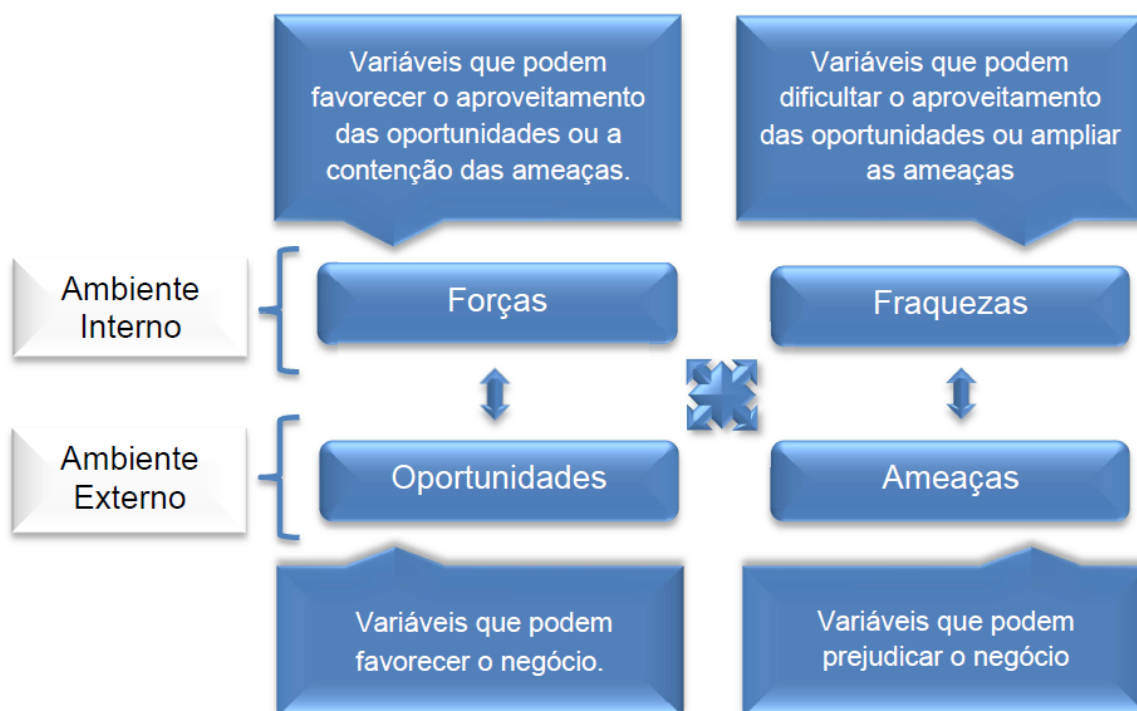 Variáveis que podem
favorecer o aproveitamento
das oportunidades ou a
contenção das ameaças.
Variáveis que podem
dificultar o aproveitamento
das oportunidades ou ampliar
as ameaças
Ambiente
Interno
Forças
Fraquezas
Ambiente
Externo
Oportunidades
Ameaças
Variáveis que podem
favorecer o negócio.
Variáveis que podem
prejudicar o negócio